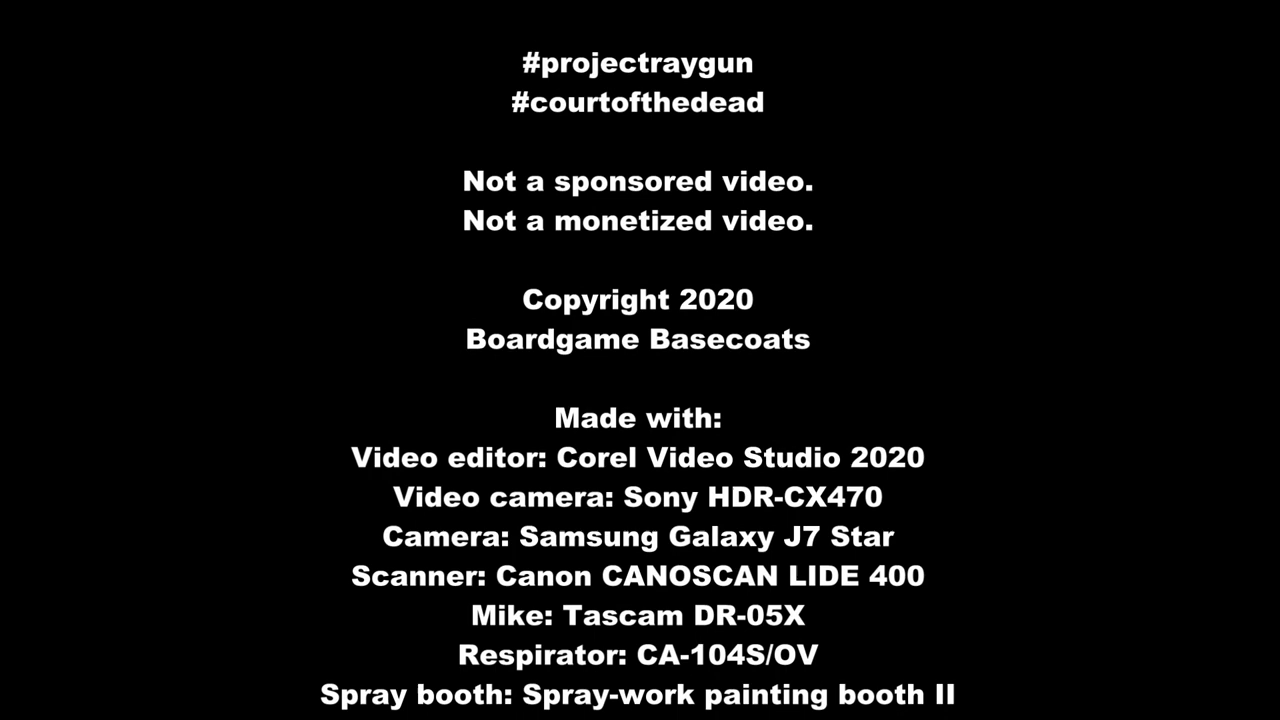 #projectraygun
#courtofthedead
Not a sponsored video.
Not a monetized video.
Copyright 2020
Boardgame Basecoats
Made with:
Video editor: Corel Video Studio 2020
Video camera: Sony HDR-CX470
Camera: Samsung Galaxy J7 Star
Scanner: Canon CANOSCAN LIDE 400
Mike: Tascam DR-05X
Respirator: CA-104S/OV
Spray booth: Spray-work painting booth II